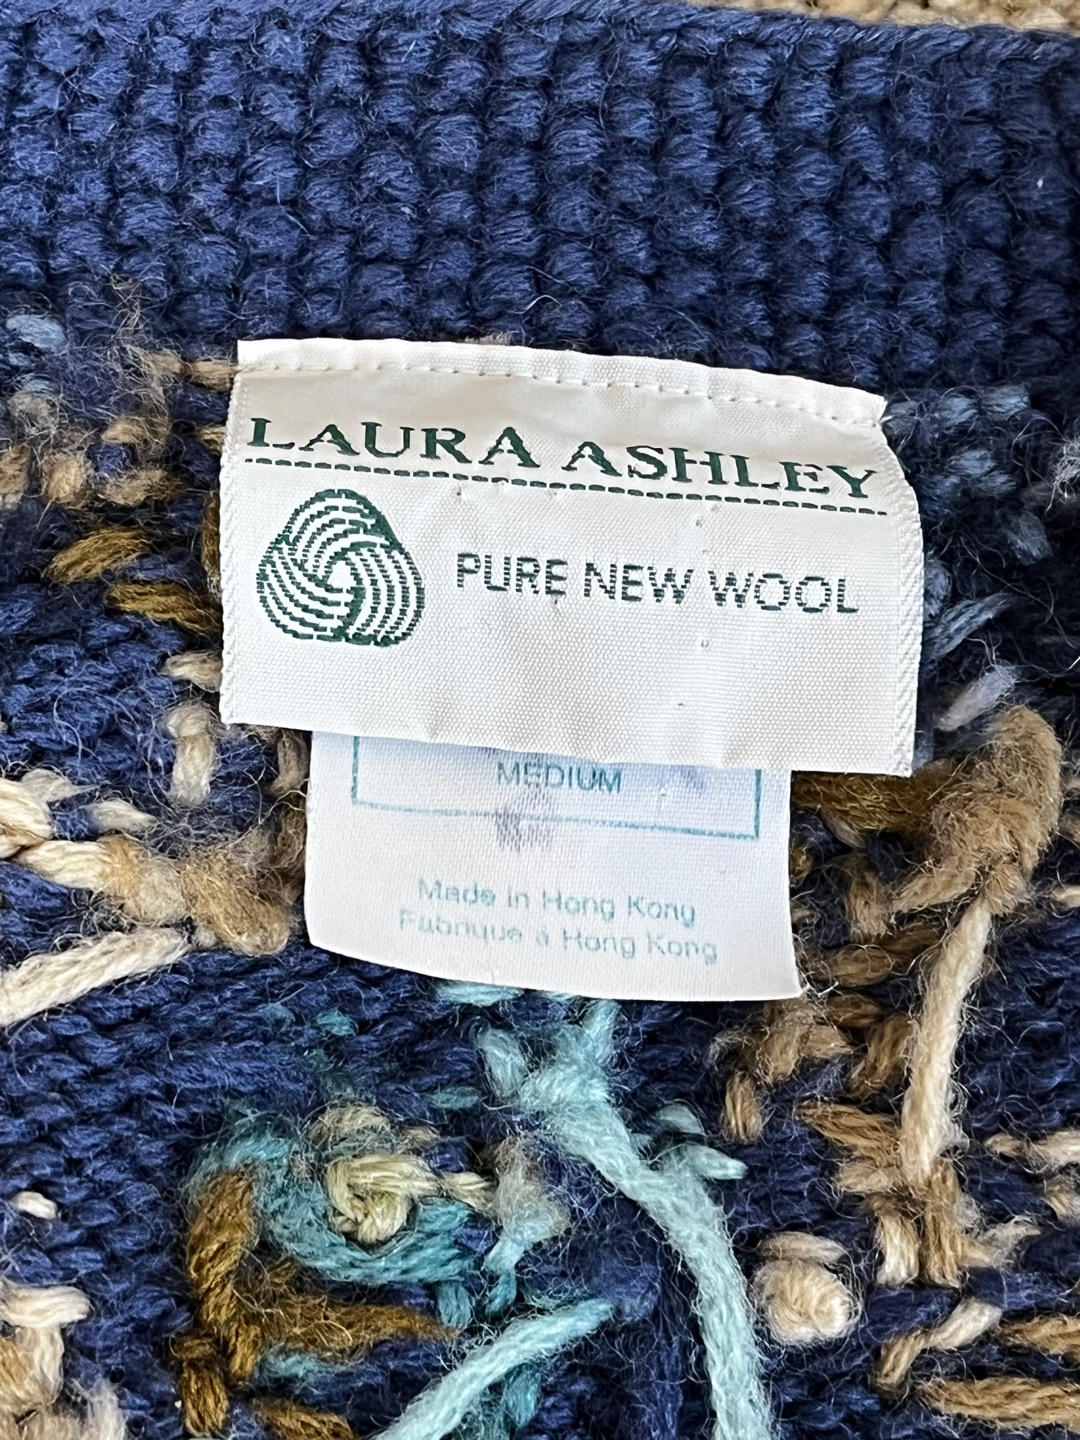 LAURA ASHLEY
PURE NEW WOOL
MEDIUM
Made in Hong Kong
Fabriqué à Hong Kong